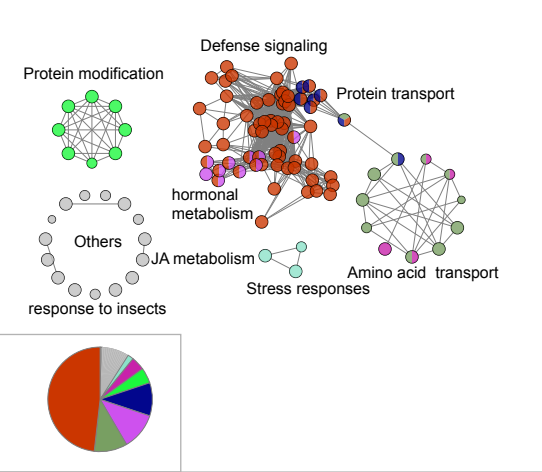 Defense signaling
Protein modification
Protein transport
hormonal
metabolism
Others
JA metabolism
Amino acid transport
Stress responses
response to insects